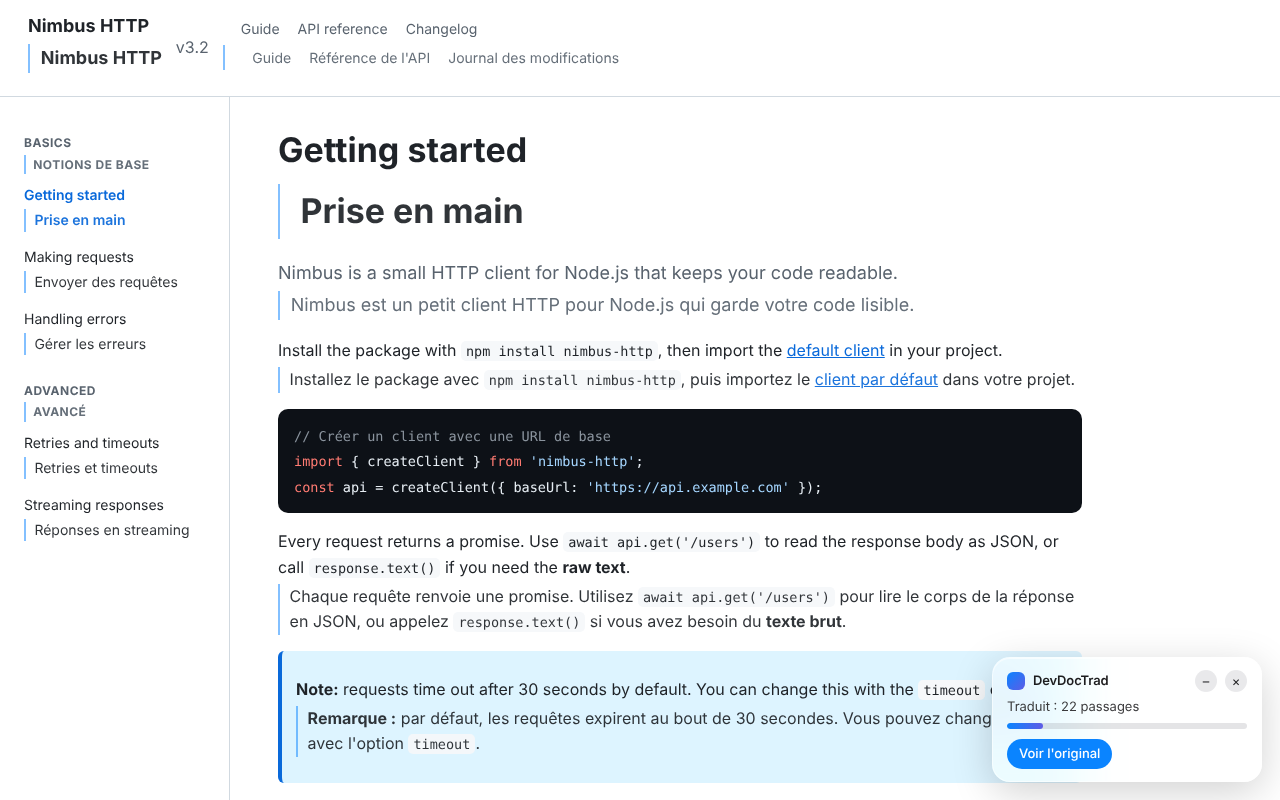 Nimbus HTTP
Nimbus HTTP
v3.2
Guide API reference Changelog
Guide Référence de l'API Journal des modifications
BASICS
NOTIONS DE BASE
Getting started
Prise en main
Making requests
Envoyer des requêtes
Handling errors
Gérer les erreurs
ADVANCED
AVANCÉ
Retries and timeouts
Retries et timeouts
Streaming responses
Réponses en streaming
Getting started
Prise en main
Nimbus is a small HTTP client for Node.js that keeps your code readable.
Nimbus est un petit client HTTP pour Node.js qui garde votre code lisible.
Install the package with npm install nimbus-http, then import the default client in your project.
Installez le package avec npm install nimbus-http, puis importez le client par défaut dans votre projet.
// Créer un client avec une URL de base
import { createClient } from 'nimbus-http';
const api = createClient({ baseUrl: 'https://api.example.com' });
Every request returns a promise. Use await api.get('/users') to read the response body as JSON, or
call response.text() if you need the raw text.
Chaque requête renvoie une promise. Utilisez await api.get('/users') pour lire le corps de la réponse
en JSON, ou appelez response.text() si vous avez besoin du texte brut.
Note: requests time out after 30 seconds by default. You can change this with the timeout
Remarque : par défaut, les requêtes expirent au bout de 30 secondes. Vous pouvez chang
avec l'option timeout.
DevDocTrad
− ×
Traduit : 22 passages
Voir l'original